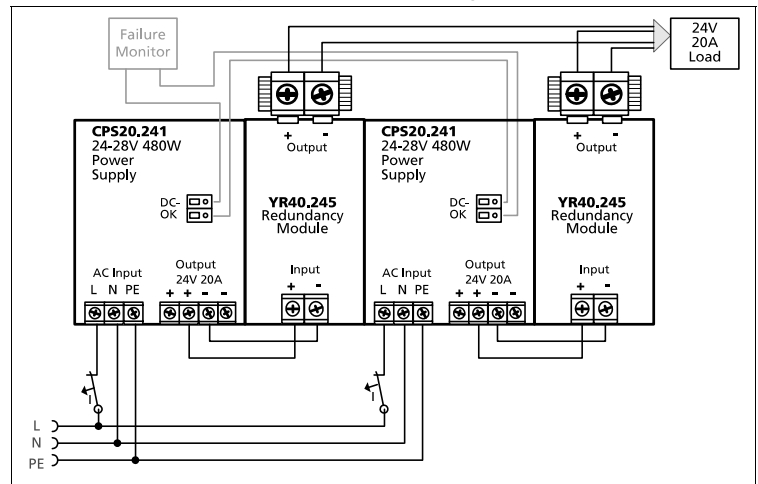 Failure
Monitor
24V
20A
Load
CPS20.241
24-28V 480W
Power
Supply
DC-
OK
AC Input
L N PE
Output
24V 20A
+ + - -
+ -
Output
YR40.245
Redundancy
Module
Input
+ -
CPS20.241
24-28V 480W
Power
Supply
DC-
OK
AC Input
L N PE
Output
24V 20A
+ + - -
+ -
Output
YR40.245
Redundancy
Module
Input
+ -
I
I
L
N
PE